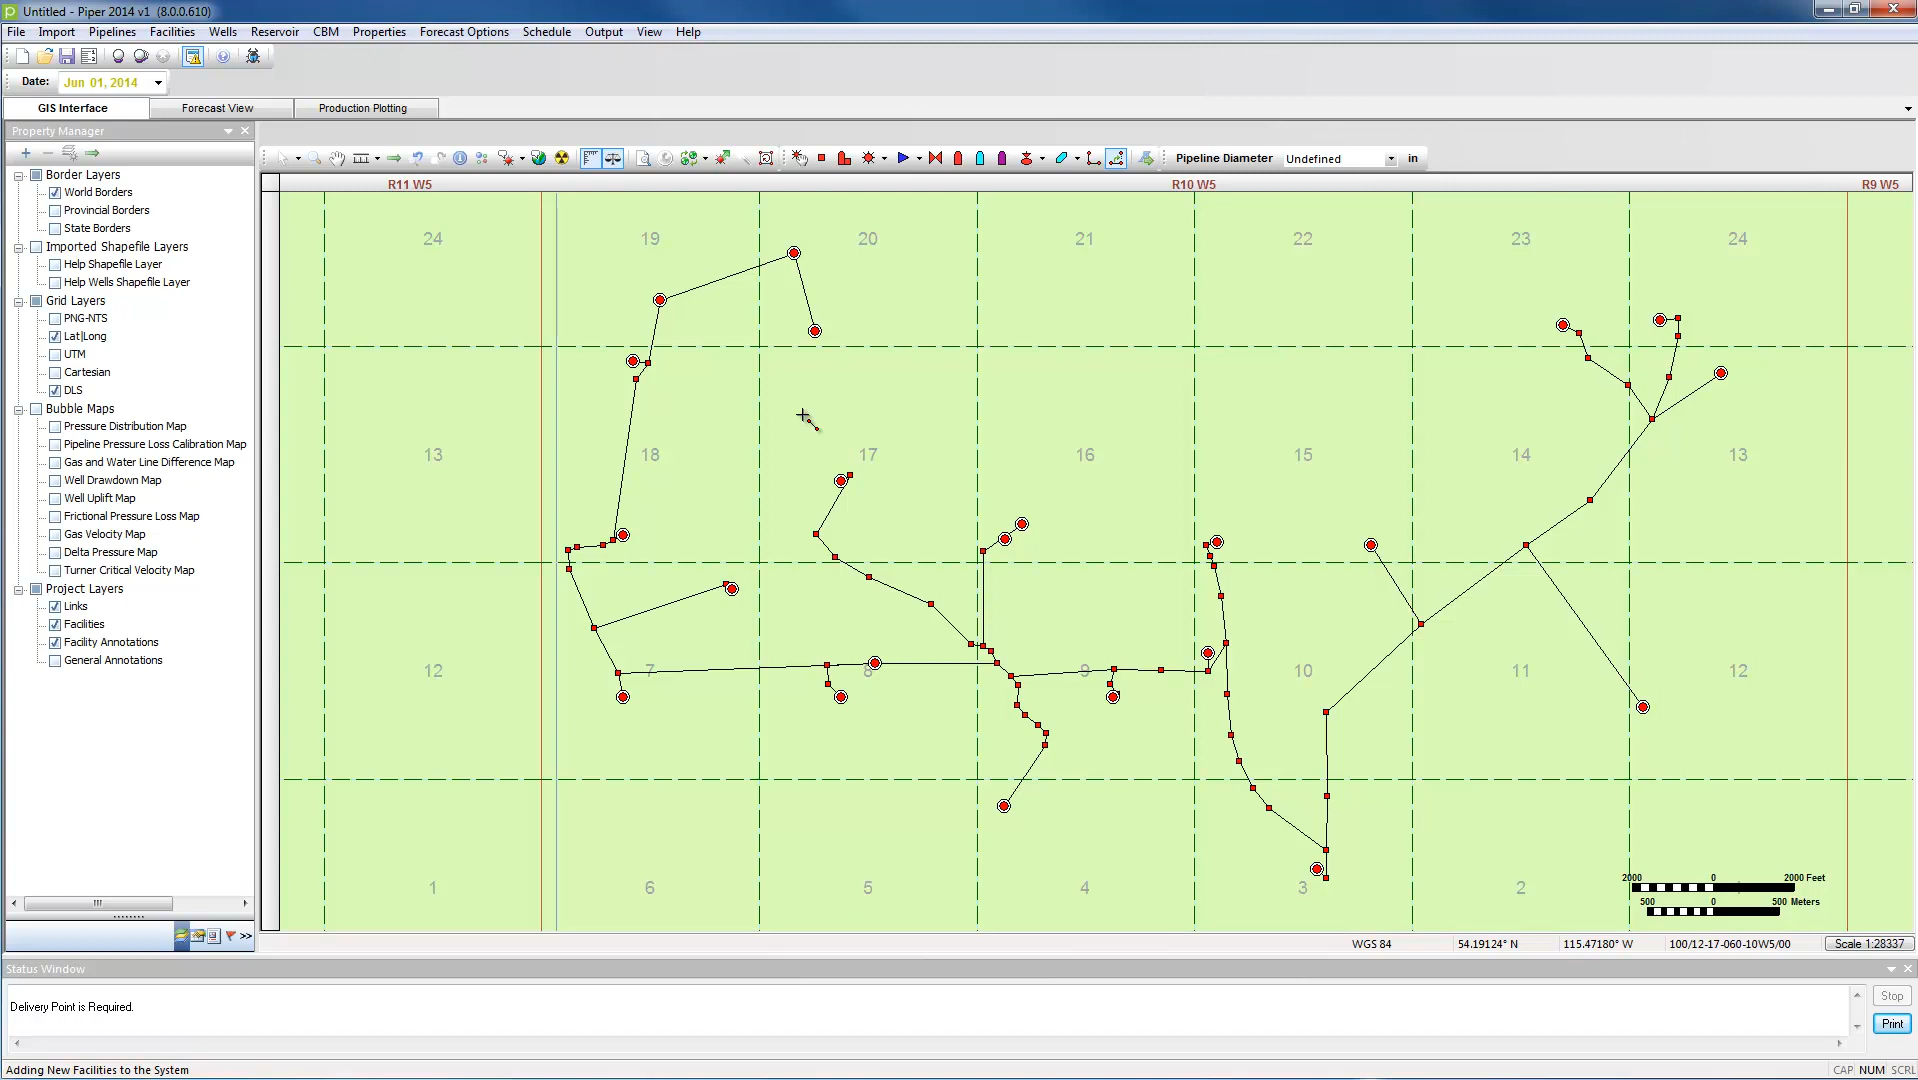 Untitled - Piper 2014 v1 (8.0.0.610)
File Import Pipelines Facilities Wells Reservoir CBM Properties Forecast Options Schedule Output View Help
Date: Jun 01, 2014
GIS Interface Forecast View Production Plotting
Property Manager
Pipeline Diameter Undefined in
Border Layers
World Borders
Provincial Borders
State Borders
Imported Shapefile Layers
Help Shapefile Layer
Help Wells Shapefile Layer
Grid Layers
PNG-NTS
Lat|Long
UTM
Cartesian
DLS
Bubble Maps
Pressure Distribution Map
Pipeline Pressure Loss Calibration Map
Gas and Water Line Difference Map
Well Drawdown Map
Well Uplift Map
Frictional Pressure Loss Map
Gas Velocity Map
Delta Pressure Map
Turner Critical Velocity Map
Project Layers
Links
Facilities
Facility Annotations
General Annotations
R11 W5 R10 W5 R9 W5
24 19 20 21 22 23 24
13 18 17 16 15 14 13
12 7 8 9 10 11 12
1 6 5 4 3 2
2000 0 2000 Feet
500 0 500 Meters
WGS 84 54.19124° N 115.47180° W 100/12-17-060-10W5/00 Scale 1:28337
Status Window
Delivery Point is Required.
Stop
Print
Adding New Facilities to the System
CAP NUM SCRL